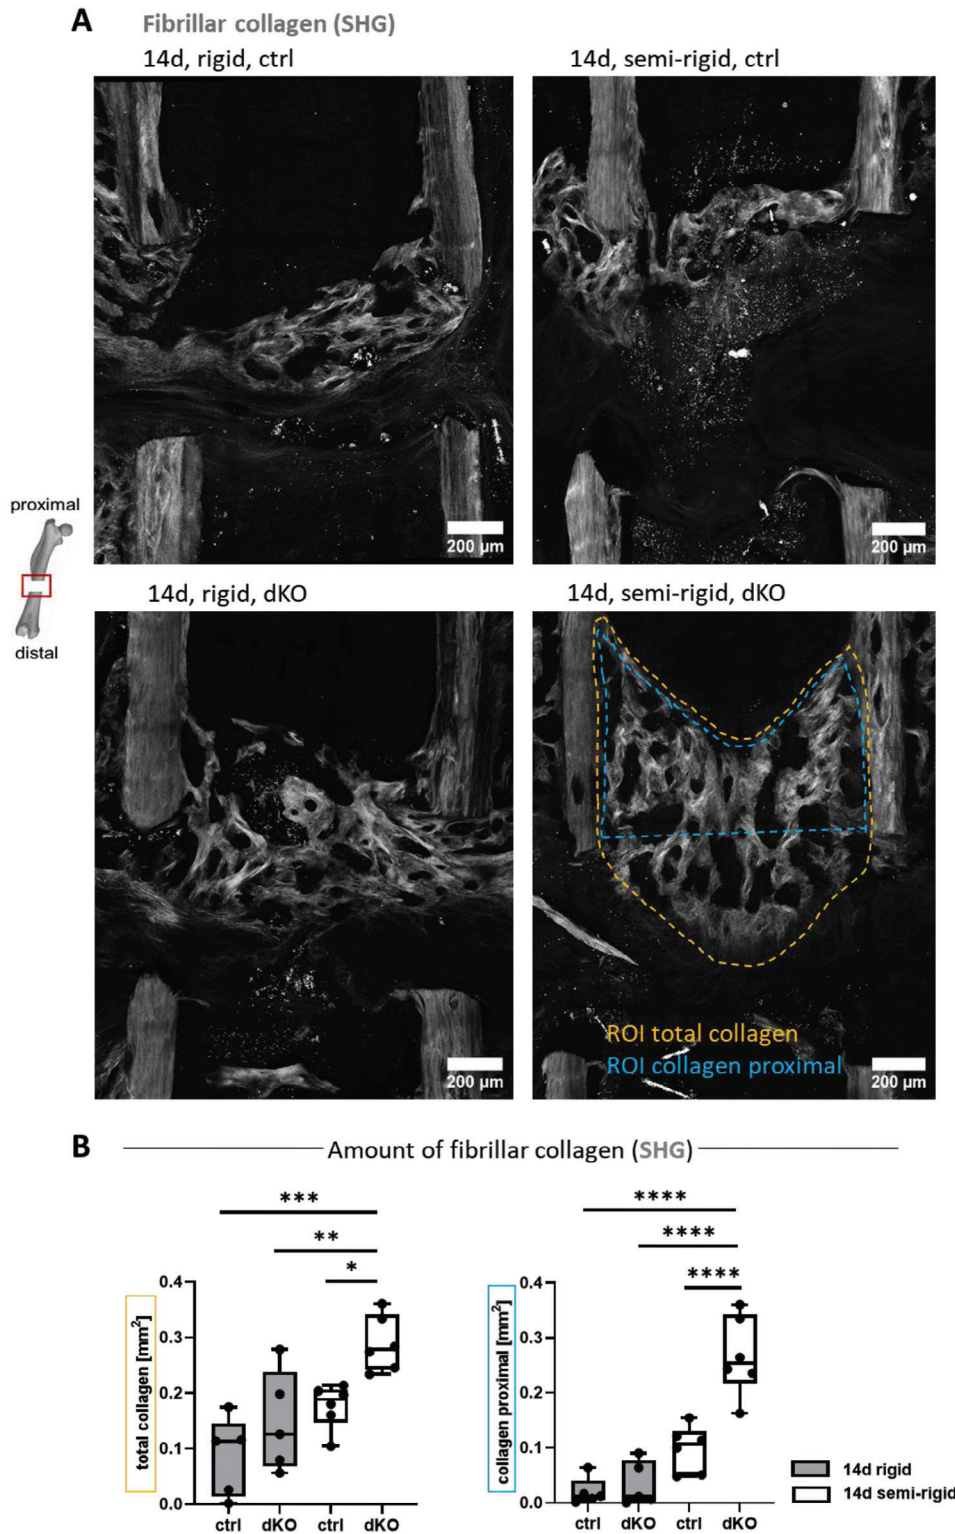 A
Fibrillar collagen (SHG)
14d, rigid, ctrl
14d, semi-rigid, ctrl
200 µm
200 µm
proximal
distal
14d, rigid, dKO
14d, semi-rigid, dKO
ROI total collagen
ROI collagen proximal
200 µm
200 µm
B
Amount of fibrillar collagen (SHG)
***
**
*
total collagen [mm²]
0.4
0.3
0.2
0.1
0.0
ctrl dKO ctrl dKO
****
****
****
collagen proximal [mm²]
0.4
0.3
0.2
0.1
0.0
ctrl dKO ctrl dKO
14d rigid
14d semi-rigid